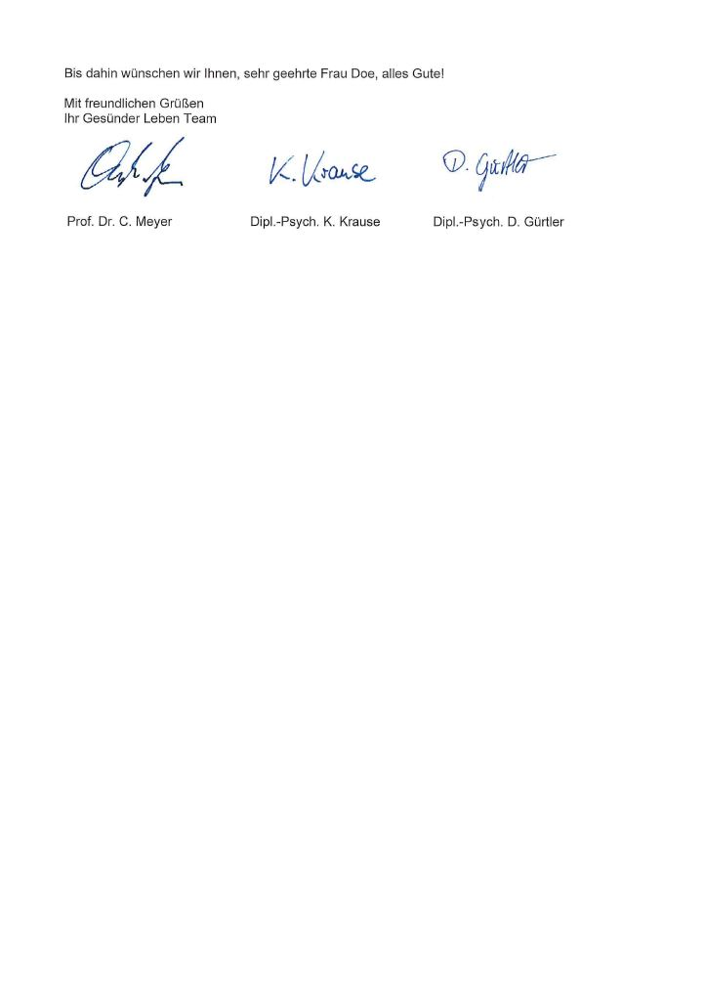 Bis dahin wünschen wir Ihnen, sehr geehrte Frau Doe, alles Gute!
Mit freundlichen Grüßen
Ihr Gesünder Leben Team
K. Krause D. Gürtler
Prof. Dr. C. Meyer Dipl.-Psych. K. Krause Dipl.-Psych. D. Gürtler